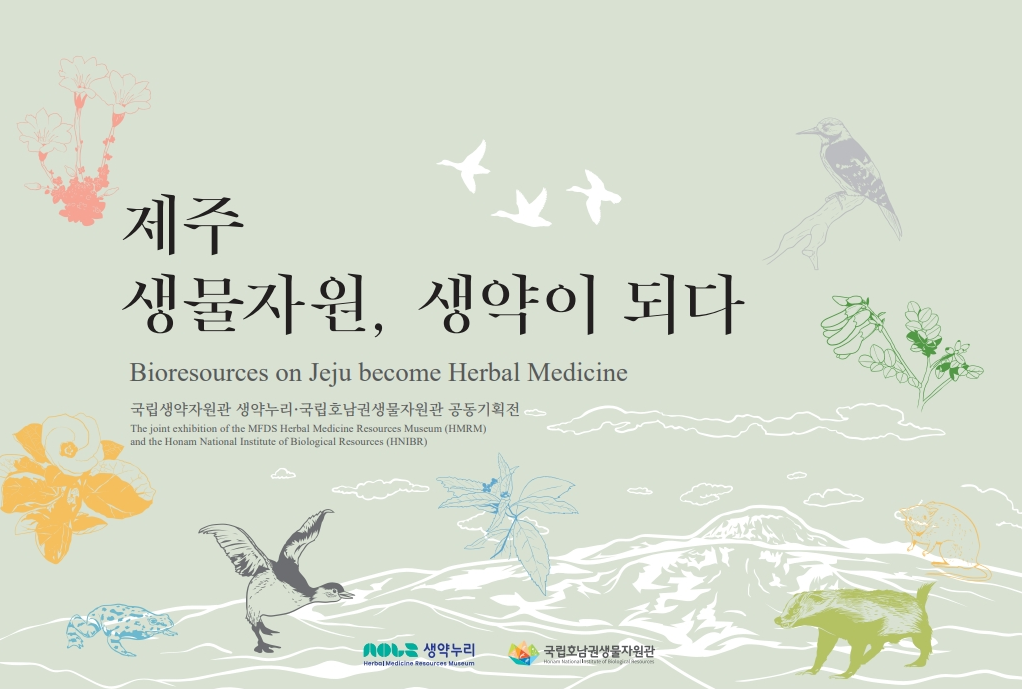 제주
생물자원, 생약이 되다
Bioresources on Jeju become Herbal Medicine
국립생약자원관 생약누리·국립호남권생물자원관 공동기획전
The joint exhibition of the MFDS Herbal Medicine Resources Museum (HMRM)
and the Honam National Institute of Biological Resources (HNIBR)
생약누리
Herbal Medicine Resources Museum
국립호남권생물자원관
Honam National Institute of Biological Resources